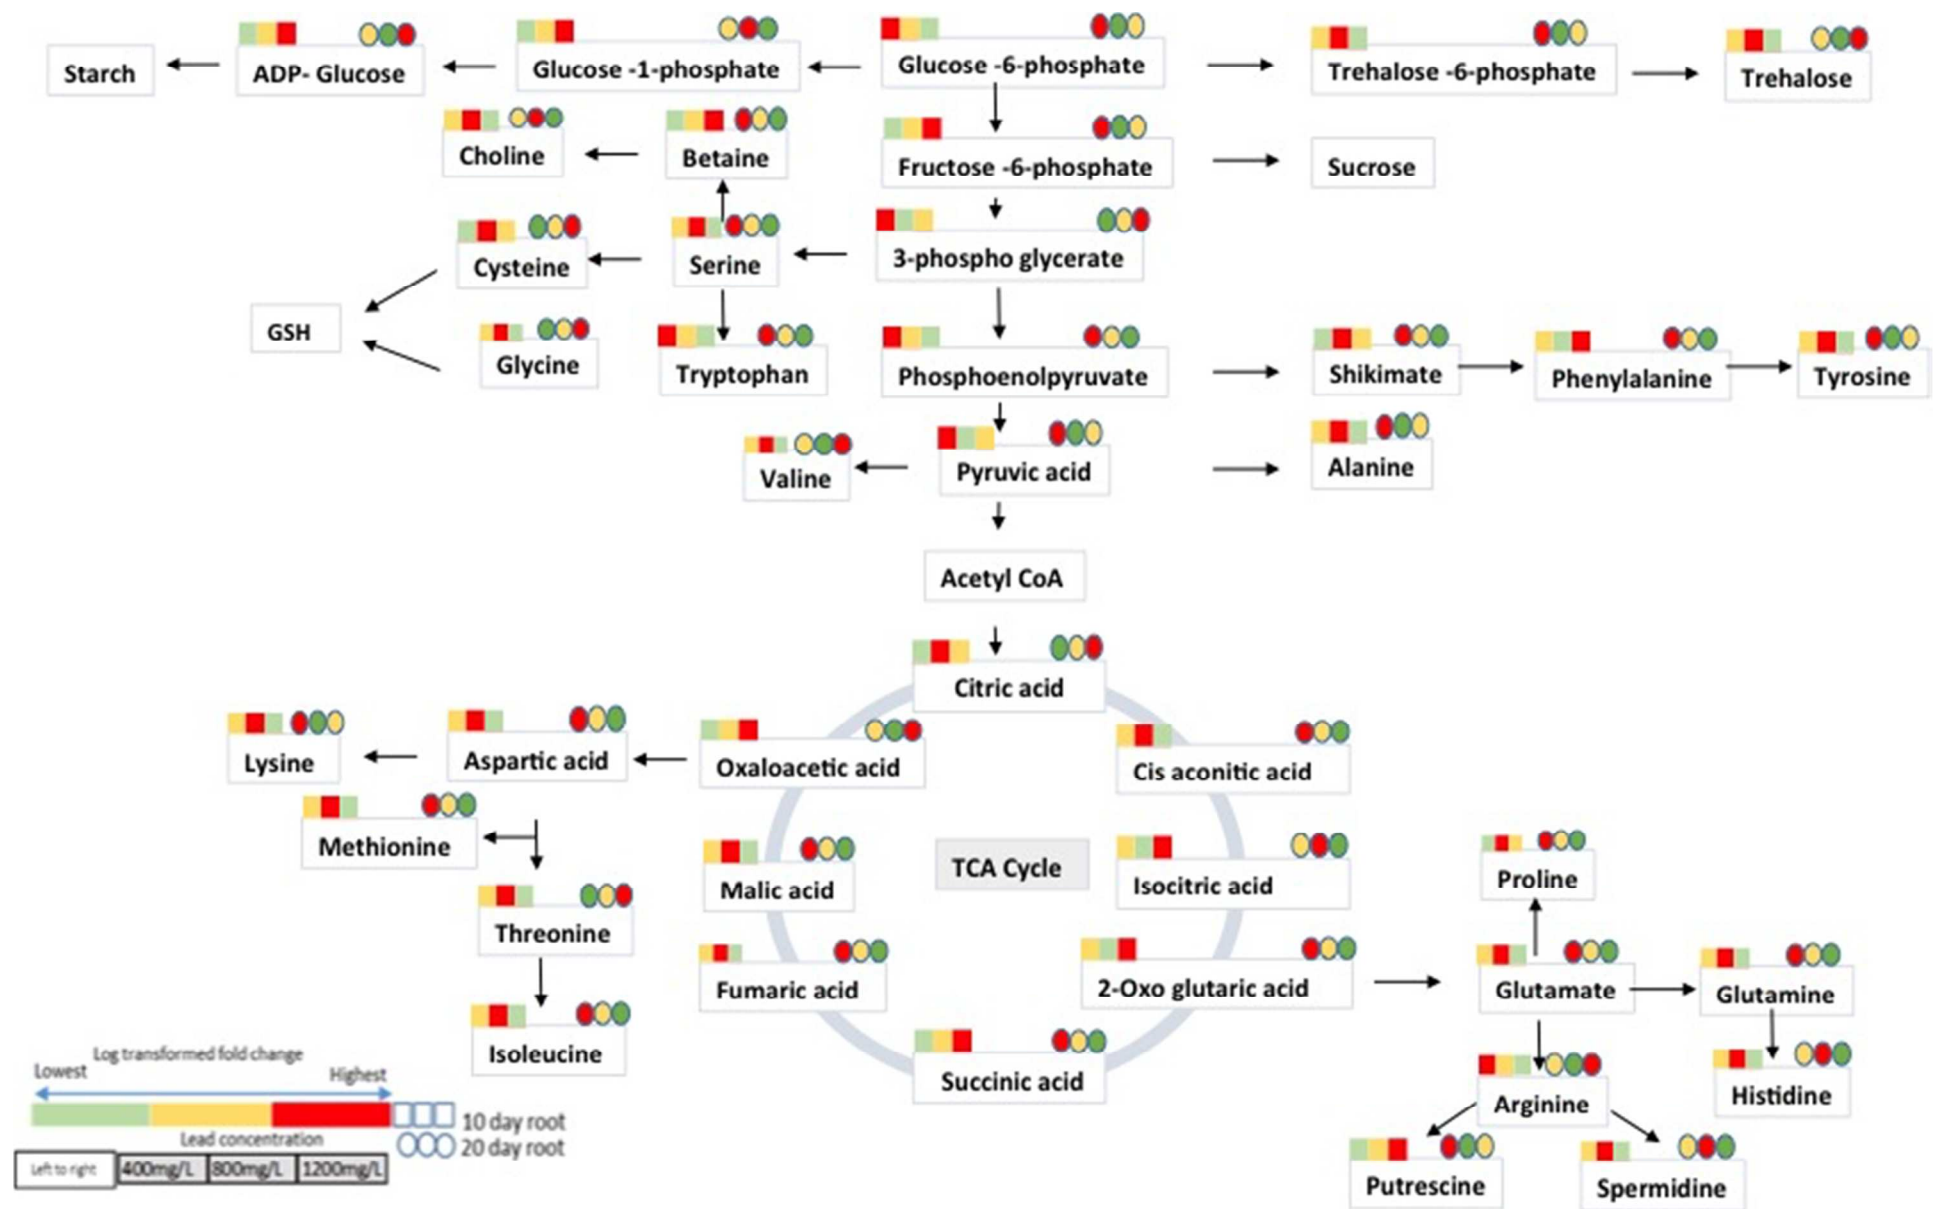 Starch
ADP- Glucose
Glucose -1-phosphate
Glucose -6-phosphate
Trehalose -6-phosphate
Trehalose
Choline
Betaine
Fructose -6-phosphate
Sucrose
Cysteine
Serine
3-phospho glycerate
GSH
Glycine
Tryptophan
Phosphoenolpyruvate
Shikimate
Phenylalanine
Tyrosine
Valine
Pyruvic acid
Alanine
Acetyl CoA
Citric acid
Lysine
Aspartic acid
Oxaloacetic acid
Cis aconitic acid
Methionine
Malic acid
TCA Cycle
Isocitric acid
Proline
Threonine
Fumaric acid
2-Oxo glutaric acid
Glutamate
Glutamine
Isoleucine
Succinic acid
Arginine
Histidine
Putrescine
Spermidine
Log transformed fold change
Lowest
Highest
10 day root
Lead concentration
20 day root
Left to right
400mg/L
800mg/L
1200mg/L